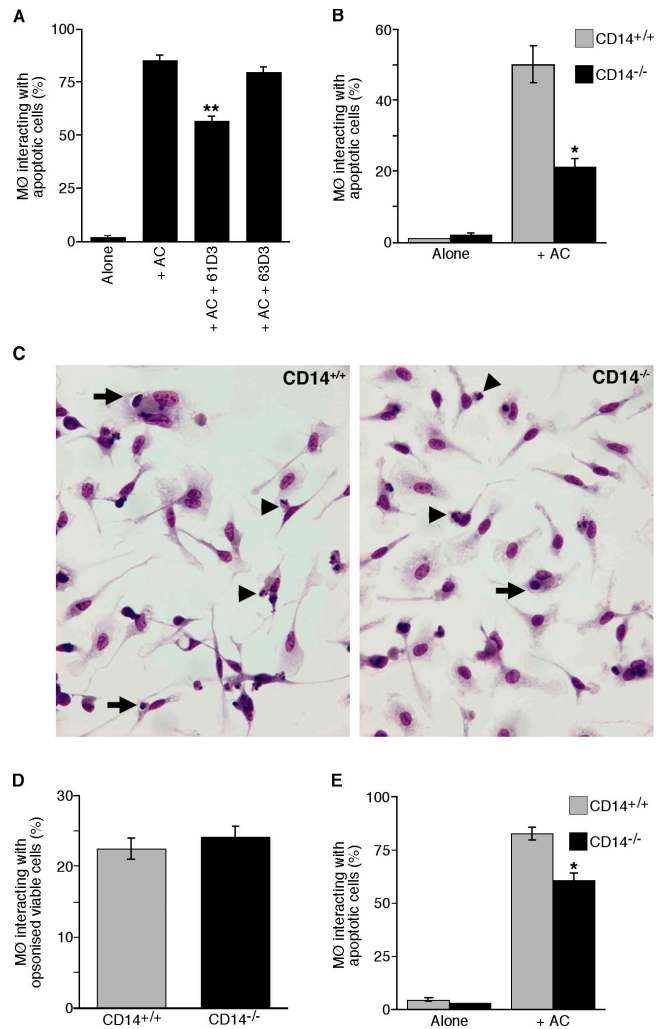 A
MØ interacting with
apoptotic cells (%)
100
75
50
25
0
**
Alone
+ AC
+ AC + 61D3
+ AC + 63D3
B
MØ interacting with
apoptotic cells (%)
60
40
20
0
CD14+/+
CD14-/-
*
Alone
+ AC
C
CD14+/+
CD14-/-
D
MØ interacting with
opsonised viable cells (%)
30
20
10
0
CD14+/+
CD14-/-
E
MØ interacting with
apoptotic cells (%)
100
75
50
25
0
CD14+/+
CD14-/-
*
Alone
+ AC